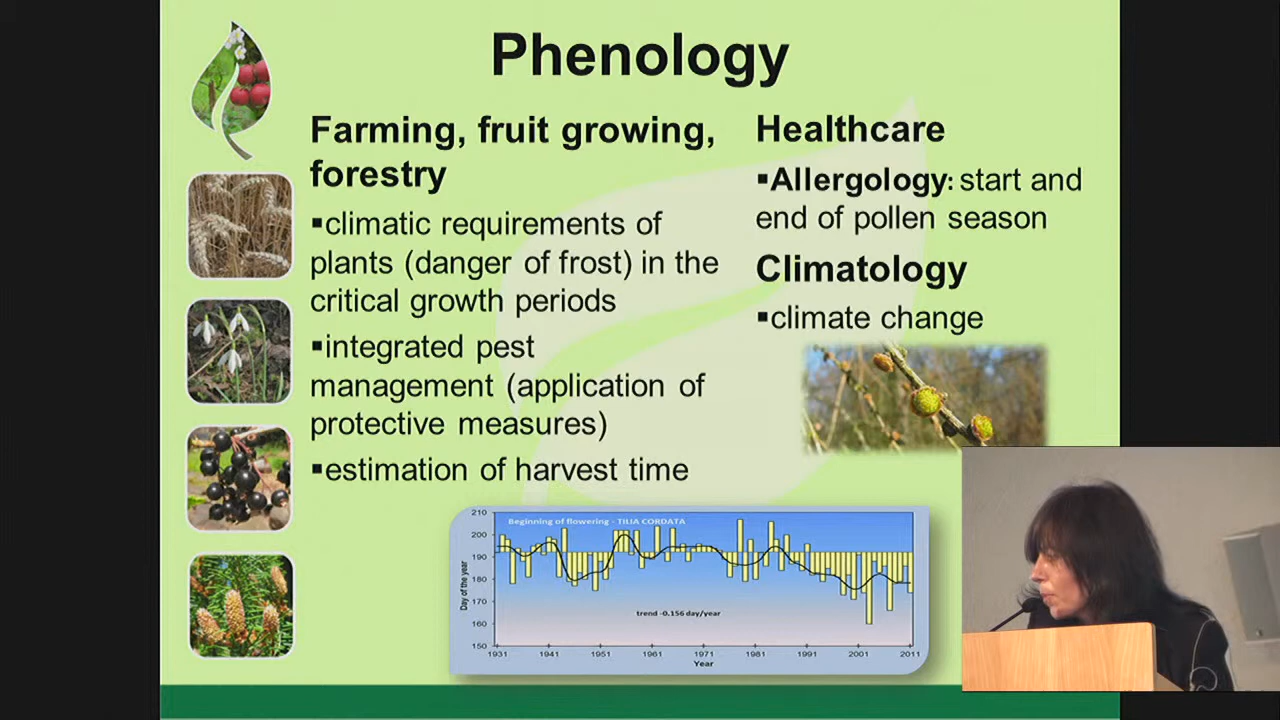 Phenology
Farming, fruit growing,
forestry
▪climatic requirements of
plants (danger of frost) in the
critical growth periods
▪integrated pest
management (application of
protective measures)
▪estimation of harvest time
Healthcare
▪Allergology: start and
end of pollen season
Climatology
▪climate change
Beginning of flowering - TILIA CORDATA
Day of the year
210
200
190
180
170
160
150
trend -0.156 day/year
1931 1941 1951 1961 1971 1981 1991 2001 2011
Year